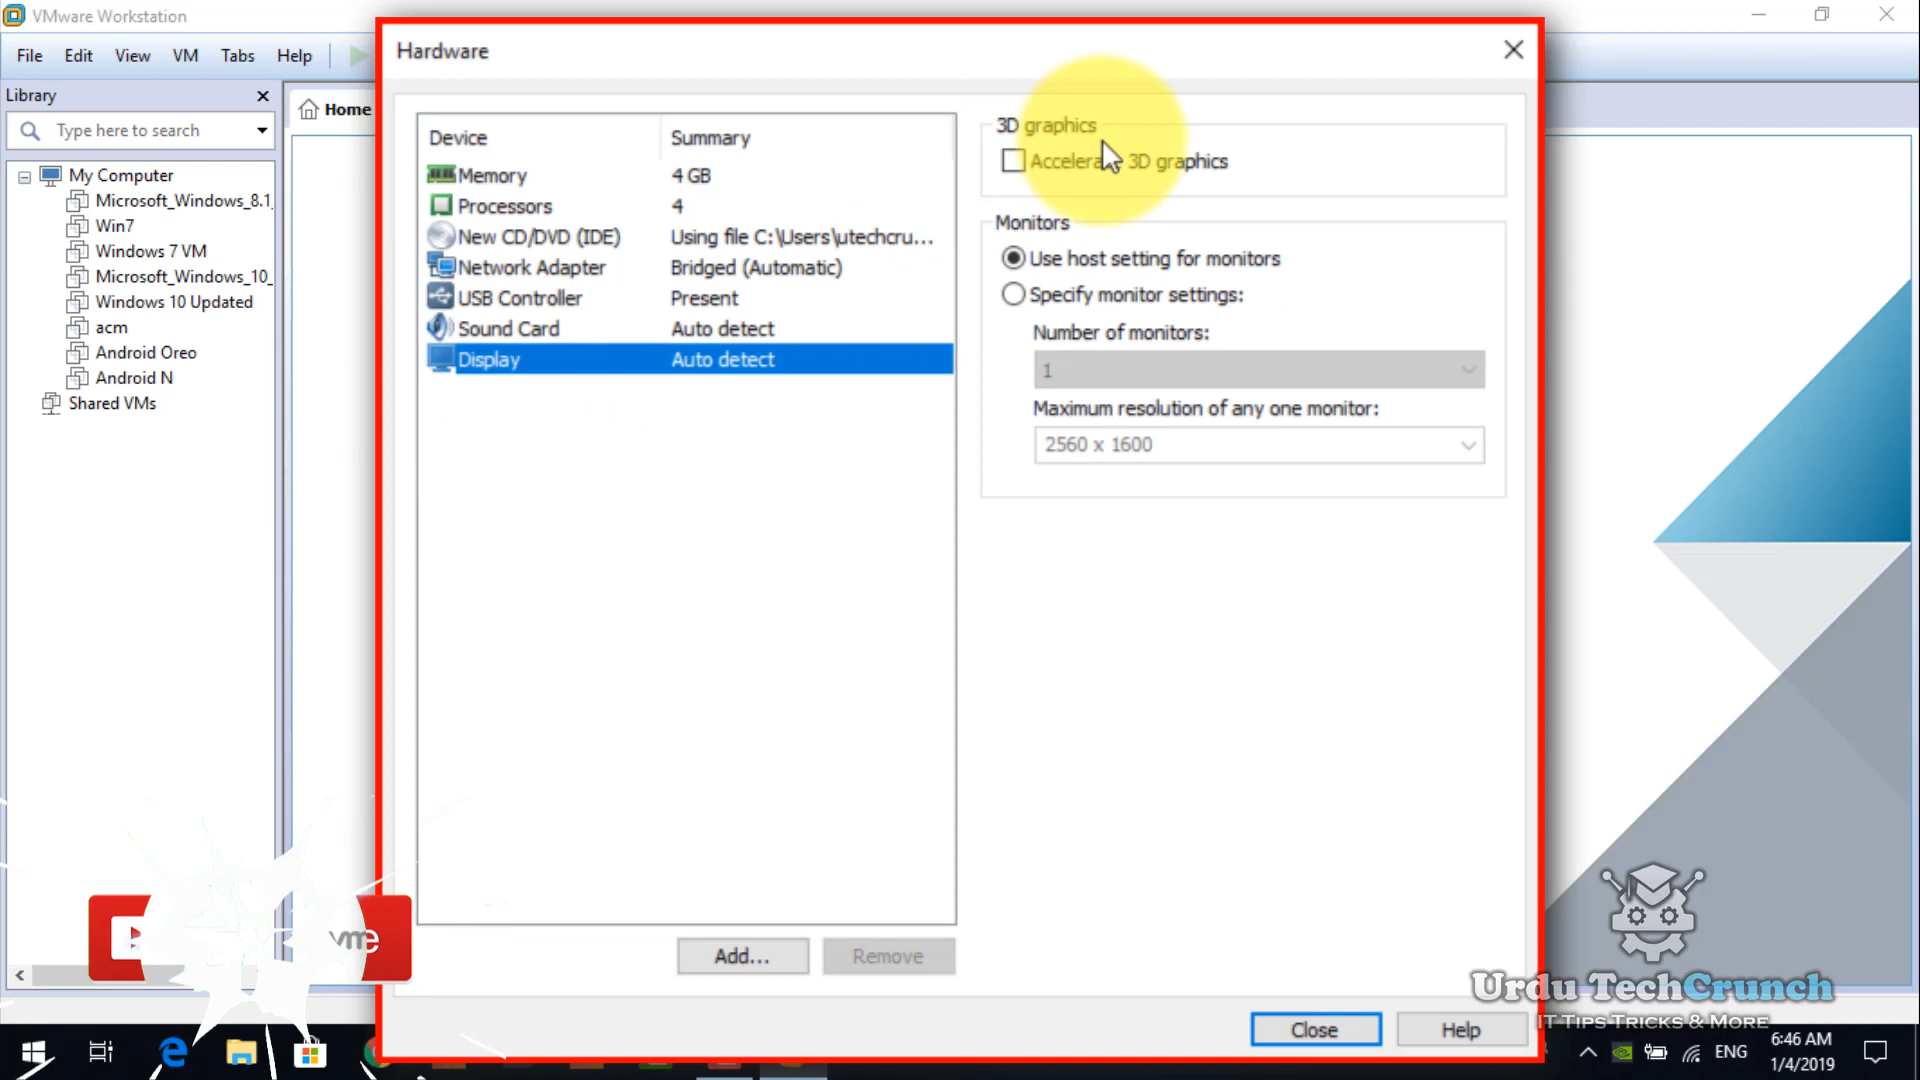 VMware Workstation
File Edit View VM Tabs Help
Library
Type here to search
My Computer
Microsoft_Windows_8.1_
Win7
Windows 7 VM
Microsoft_Windows_10_
Windows 10 Updated
acm
Android Oreo
Android N
Shared VMs
Home
Hardware
Device Summary
Memory 4 GB
Processors 4
New CD/DVD (IDE) Using file C:\Users\utechcru...
Network Adapter Bridged (Automatic)
USB Controller Present
Sound Card Auto detect
Display Auto detect
Add... Remove
3D graphics
3D graphics
Monitors
Use host setting for monitors
Specify monitor settings:
Number of monitors:
1
Maximum resolution of any one monitor:
2560 x 1600
Close Help
Urdu TechCrunch
IT TIPS TRICKS & MORE
ENG
6:46 AM
1/4/2019